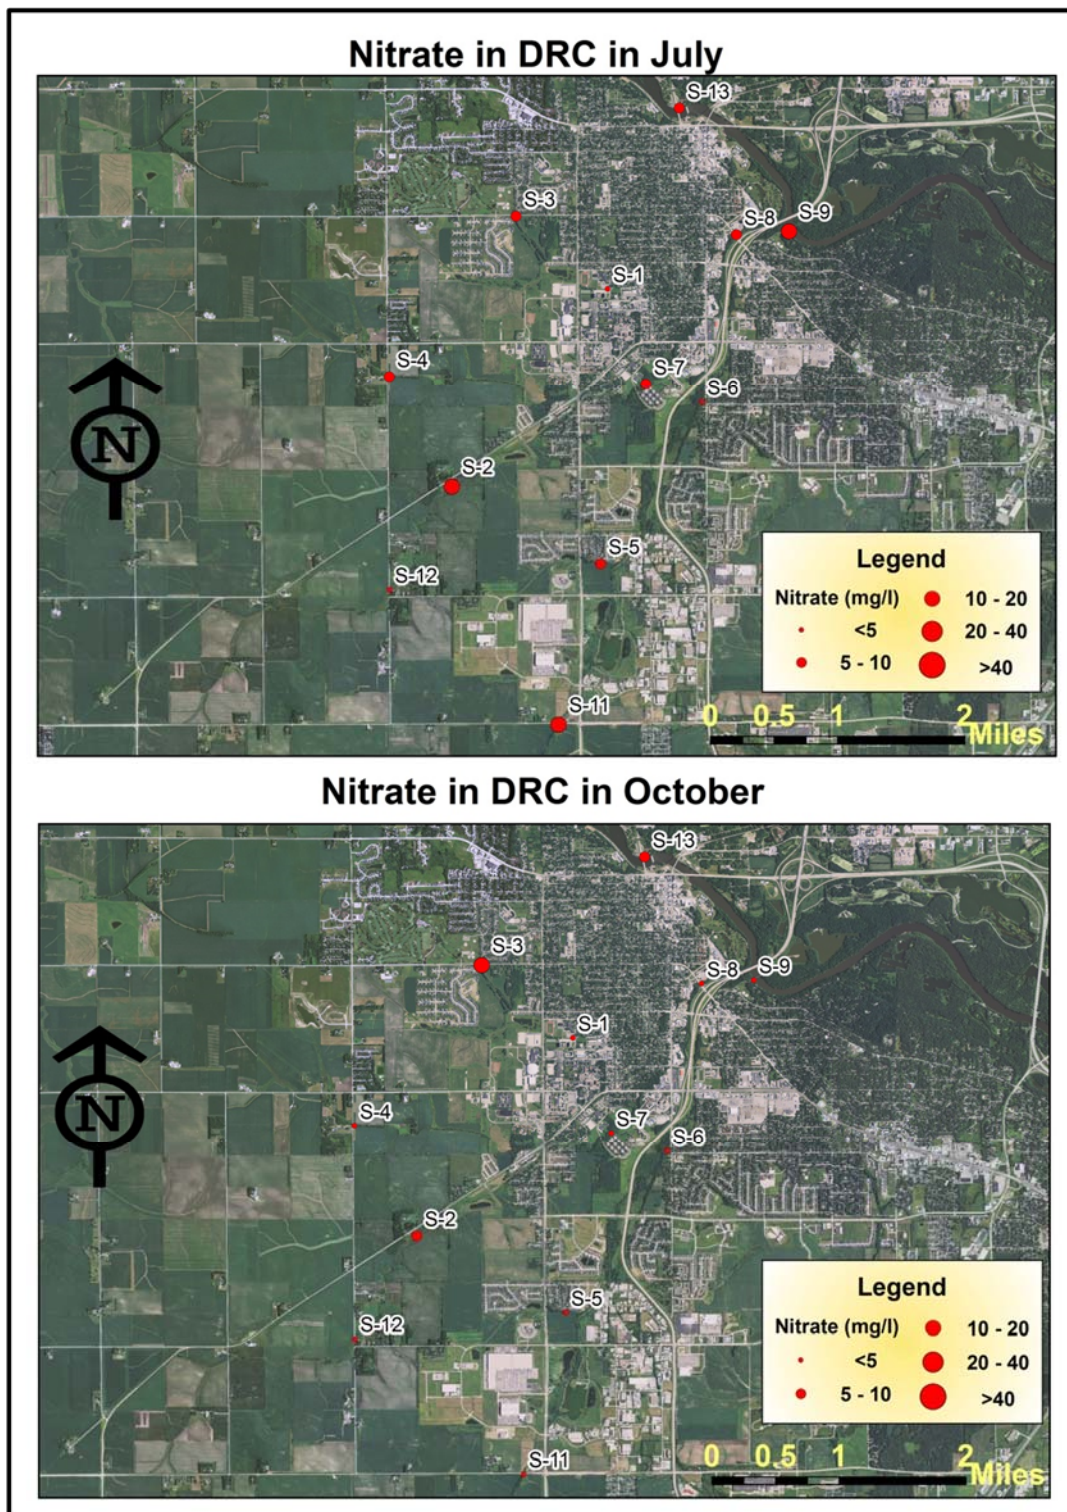 Nitrate in DRC in July
S-13
S-3
S-8
S-9
S-1
S-4
S-7
S-6
N
S-2
S-5
S-12
S-11
Legend
Nitrate (mg/l)
<5
5 - 10
10 - 20
20 - 40
>40
0 0.5 1 2
Miles
Nitrate in DRC in October
S-13
S-3
S-8
S-9
S-1
S-4
S-7
S-6
N
S-2
S-5
S-12
S-11
Legend
Nitrate (mg/l)
<5
5 - 10
10 - 20
20 - 40
>40
0 0.5 1 2
Miles